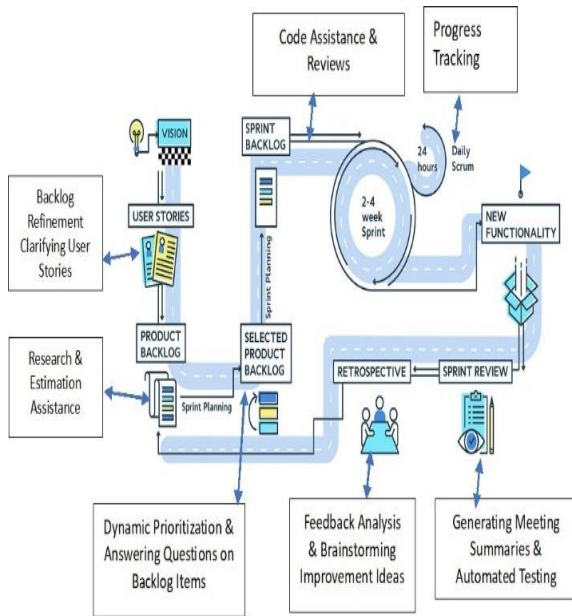 Code Assistance &
Reviews
Progress
Tracking
VISION
SPRINT
BACKLOG
24
hours
Daily
Scrum
Backlog
Refinement
Clarifying User
Stories
USER STORIES
2-4
week
Sprint
NEW
FUNCTIONALITY
Sprint Planning
PRODUCT
BACKLOG
SELECTED
PRODUCT
BACKLOG
Research &
Estimation
Assistance
Sprint Planning
RETROSPECTIVE
SPRINT REVIEW
Dynamic Prioritization &
Answering Questions on
Backlog Items
Feedback Analysis
& Brainstorming
Improvement Ideas
Generating Meeting
Summaries &
Automated Testing